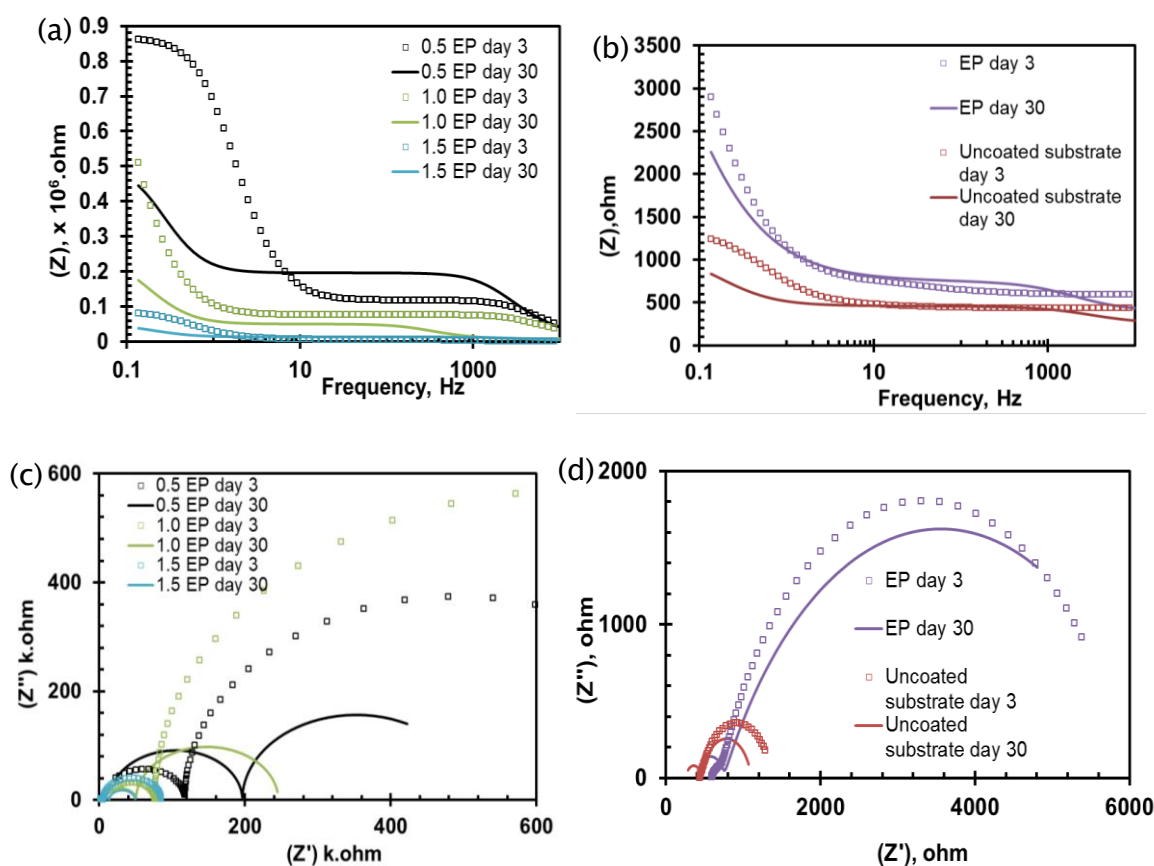 (a)
0.9
0.8
0.7
0.6
0.5
0.4
0.3
0.2
0.1
0
0.1
10
1000
(Z), x 10⁶.ohm
Frequency, Hz
0.5 EP day 3
0.5 EP day 30
1.0 EP day 3
1.0 EP day 30
1.5 EP day 3
1.5 EP day 30
(b)
3500
3000
2500
2000
1500
1000
500
0
0.1
10
1000
(Z),ohm
Frequency, Hz
EP day 3
EP day 30
Uncoated substrate
day 3
Uncoated substrate
day 30
(c)
600
400
200
0
0
200
400
600
(Z'') k.ohm
(Z') k.ohm
0.5 EP day 3
0.5 EP day 30
1.0 EP day 3
1.0 EP day 30
1.5 EP day 3
1.5 EP day 30
(d)
2000
1000
0
0
2000
4000
6000
(Z''), ohm
(Z'), ohm
EP day 3
EP day 30
Uncoated
substrate day 3
Uncoated
substrate day 30